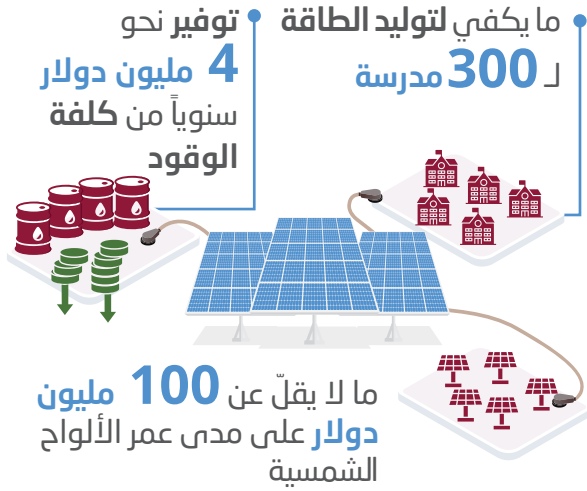 ما يكفي لتوليد الطاقة
لـ 300 مدرسة
توفير نحو
4 مليون دولار
سنوياً من كلفة
الوقود
ما لا يقلّ عن 100 مليون
دولار على مدى عمر الألواح
الشمسية